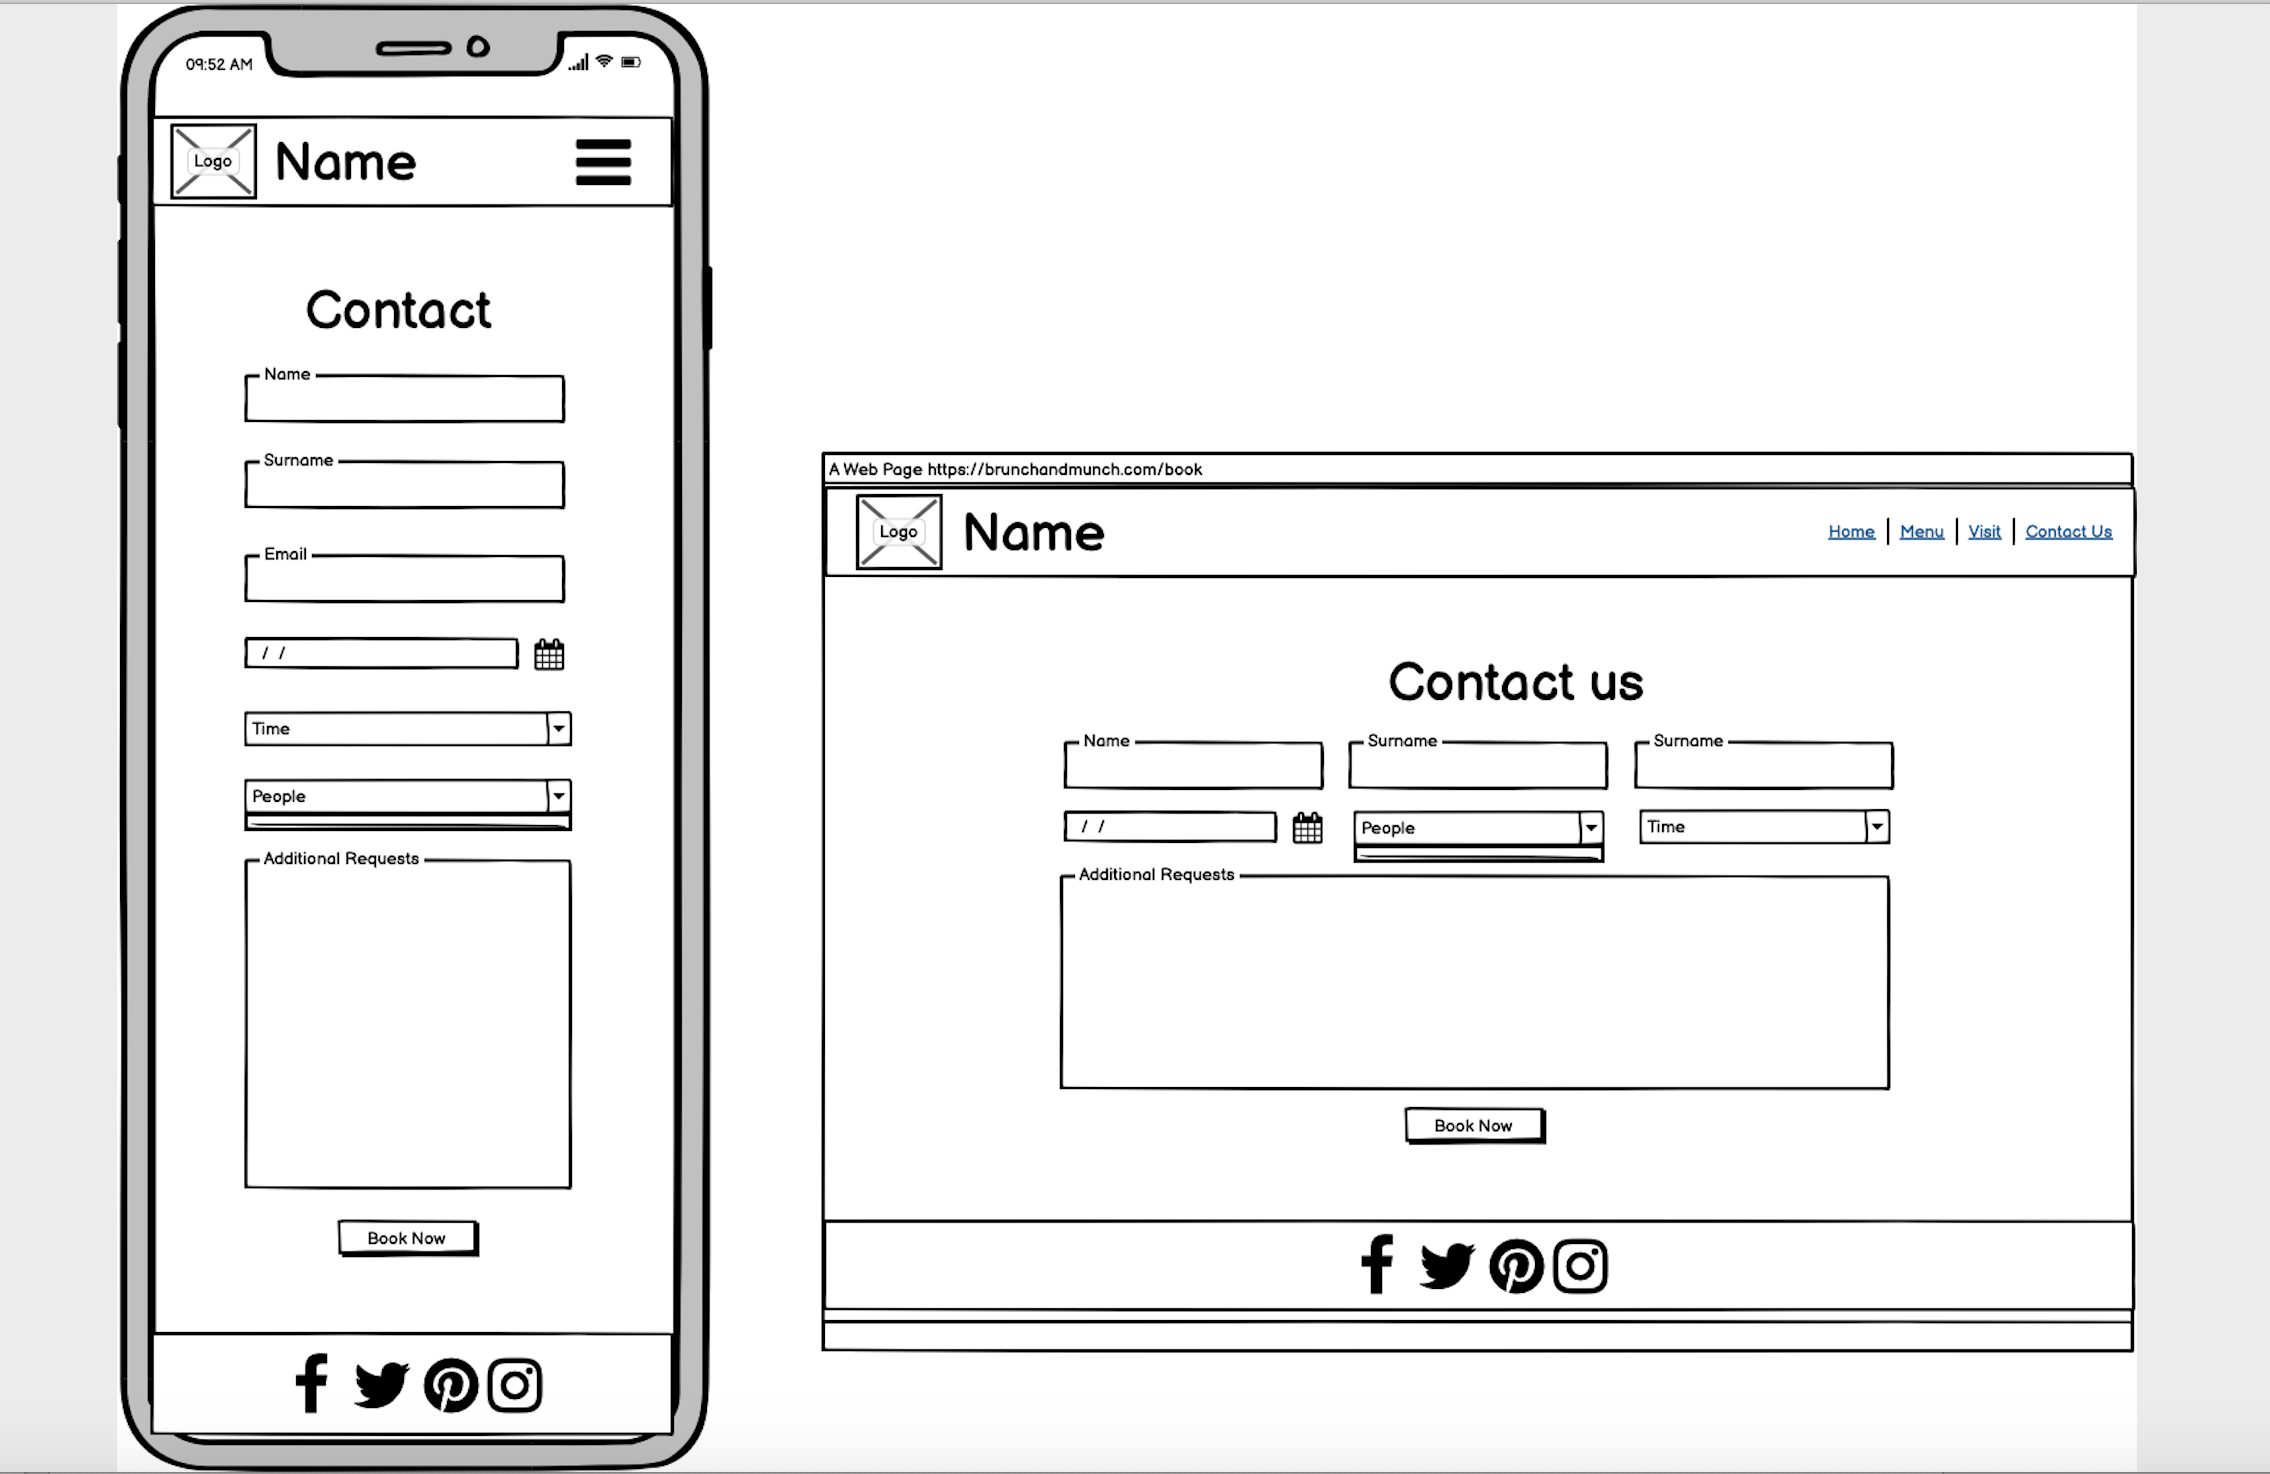 09:52 AM
Logo
Name
Contact
Name
Surname
Email
/ /
Time
People
Additional Requests
Book Now
A Web Page https://brunchandmunch.com/book
Logo
Name
Home | Menu | Visit | Contact Us
Contact us
Name Surname Surname
/ / People Time
Additional Requests
Book Now